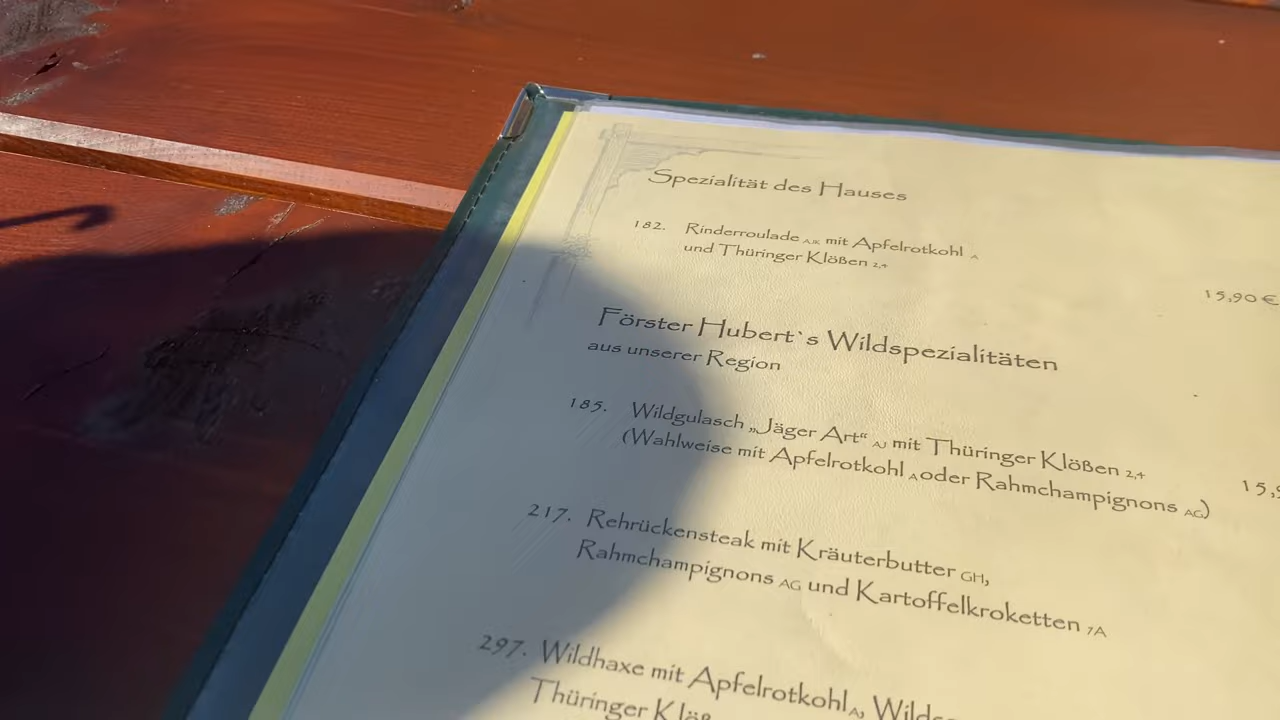 Spezialität des Hauses
182. Rinderroulade mit Apfelrotkohl A
und Thüringer Klößen 2,4
15,90 €
Förster Hubert`s Wildspezialitäten
aus unserer Region
185. Wildgulasch „Jäger Art“ AJ mit Thüringer Klößen 2,4
(Wahlweise mit Apfelrotkohl A oder Rahmchampignons AG)
217. Rehrückensteak mit Kräuterbutter GH,
Rahmchampignons AG und Kartoffelkroketten 7A
297. Wildhaxe mit Apfelrotkohl
Thüringer